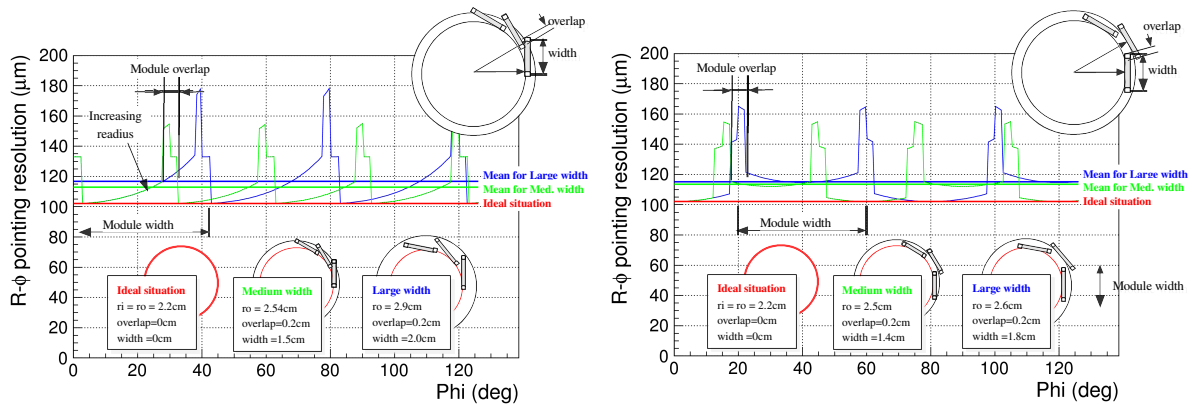 overlap
width
R-ϕ pointing resolution (μm)
200
180
160
140
120
100
80
60
40
20
0
Module overlap
Increasing
readius
Mean for Large width
Mean for Med. width
Ideal situation
Module width
Ideal situation
ri = ro = 2.2cm
overlap=0cm
width =0cm
Medium width
ro = 2.54cm
overlap=0.2cm
width =1.5cm
Large width
ro = 2.9cm
overlap=0.2cm
width =2.0cm
0 20 40 60 80 100 120
Phi (deg)
overlap
width
R-ϕ pointing resolution (μm)
200
180
160
140
120
100
80
60
40
20
0
Module overlap
Mean for Large width
Mean for Med. width
Ideal situation
Module width
Ideal situation
ri = ro = 2.2cm
overlap=0cm
width =0cm
Medium width
ro = 2.5cm
overlap=0.2cm
width =1.4cm
Large width
ro = 2.6cm
overlap=0.2cm
width =1.8cm
Module width
0 20 40 60 80 100 120
Phi (deg)